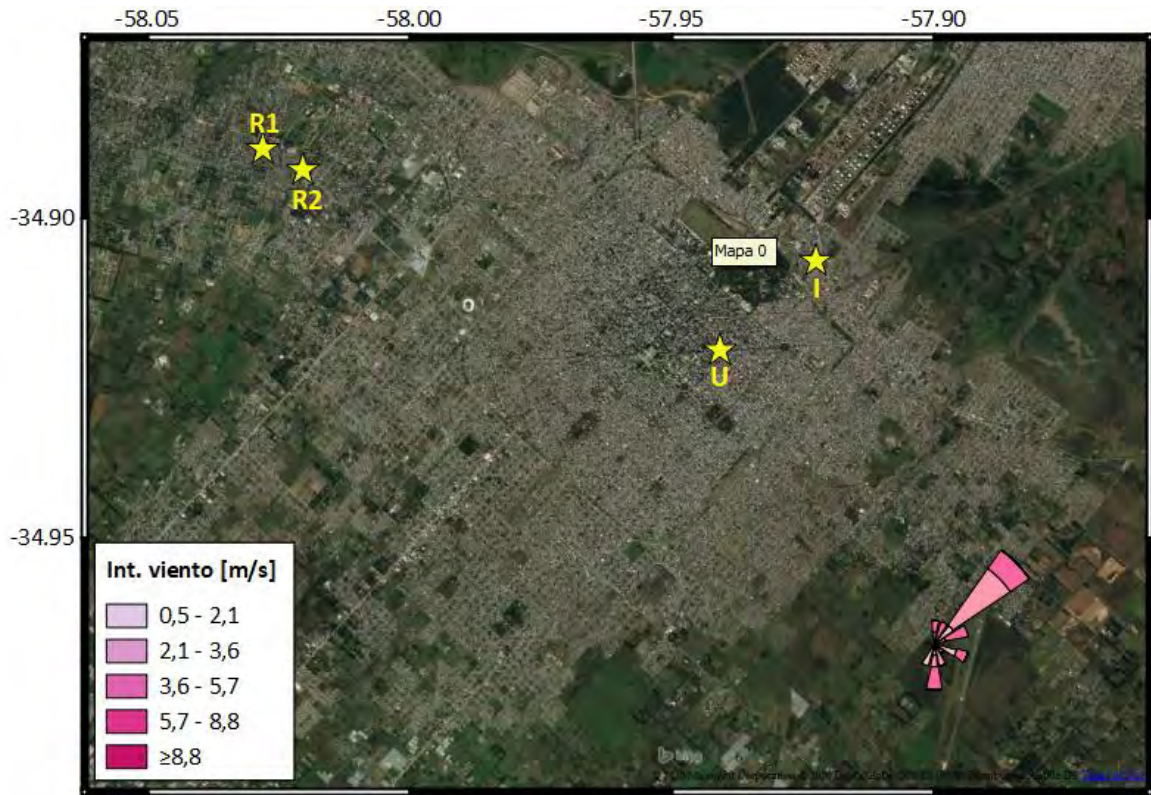 -58.05 -58.00 -57.95 -57.90
R1
R2
-34.90
Mapa 0
I
U
-34.95
Int. viento [m/s]
0,5 - 2,1
2,1 - 3,6
3,6 - 5,7
5,7 - 8,8
≥8,8